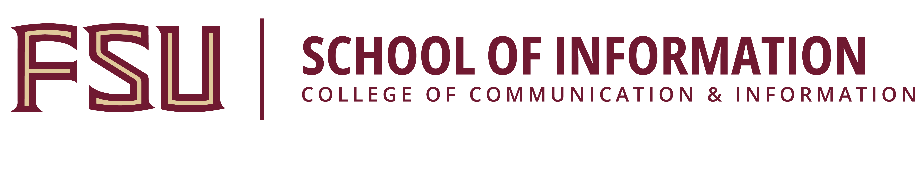 FSU
SCHOOL OF INFORMATION
COLLEGE OF COMMUNICATION & INFORMATION